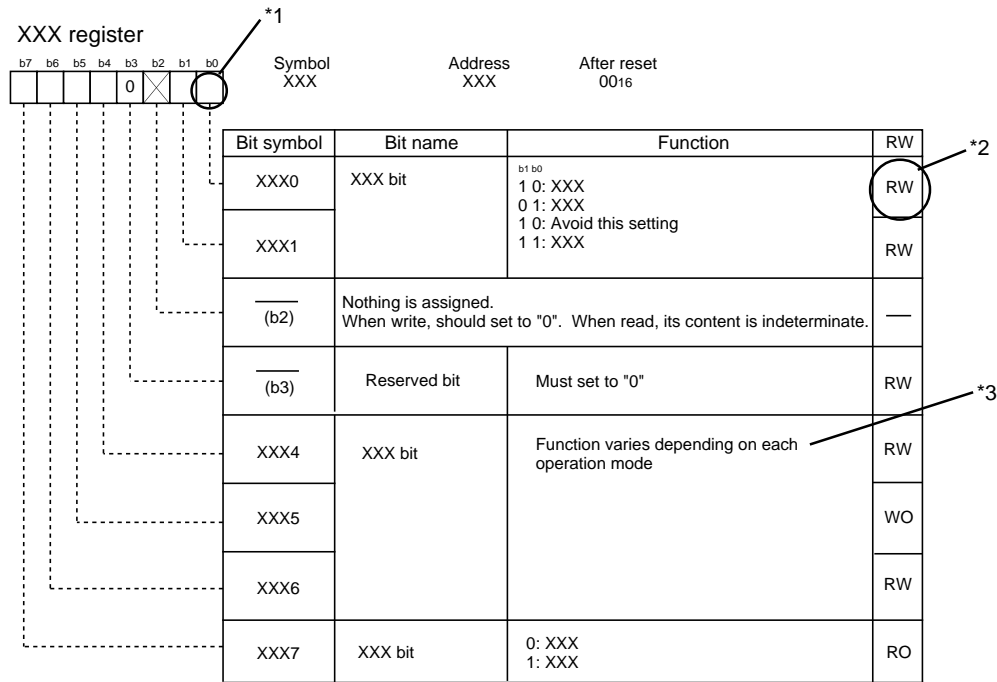 *1
XXX register
b7 b6 b5 b4 b3 b2 b1 b0
0
Symbol Address After reset
XXX XXX 0016
Bit symbol Bit name Function RW
*2
XXX0 XXX bit
b1 b0
1 0: XXX
0 1: XXX
1 0: Avoid this setting
1 1: XXX
RW
XXX1 RW
(b2)
Nothing is assigned.
When write, should set to "0". When read, its content is indeterminate.
—
(b3) Reserved bit Must set to "0" RW
*3
XXX4 XXX bit
Function varies depending on each
operation mode
RW
XXX5 WO
XXX6 RW
XXX7 XXX bit
0: XXX
1: XXX
RO